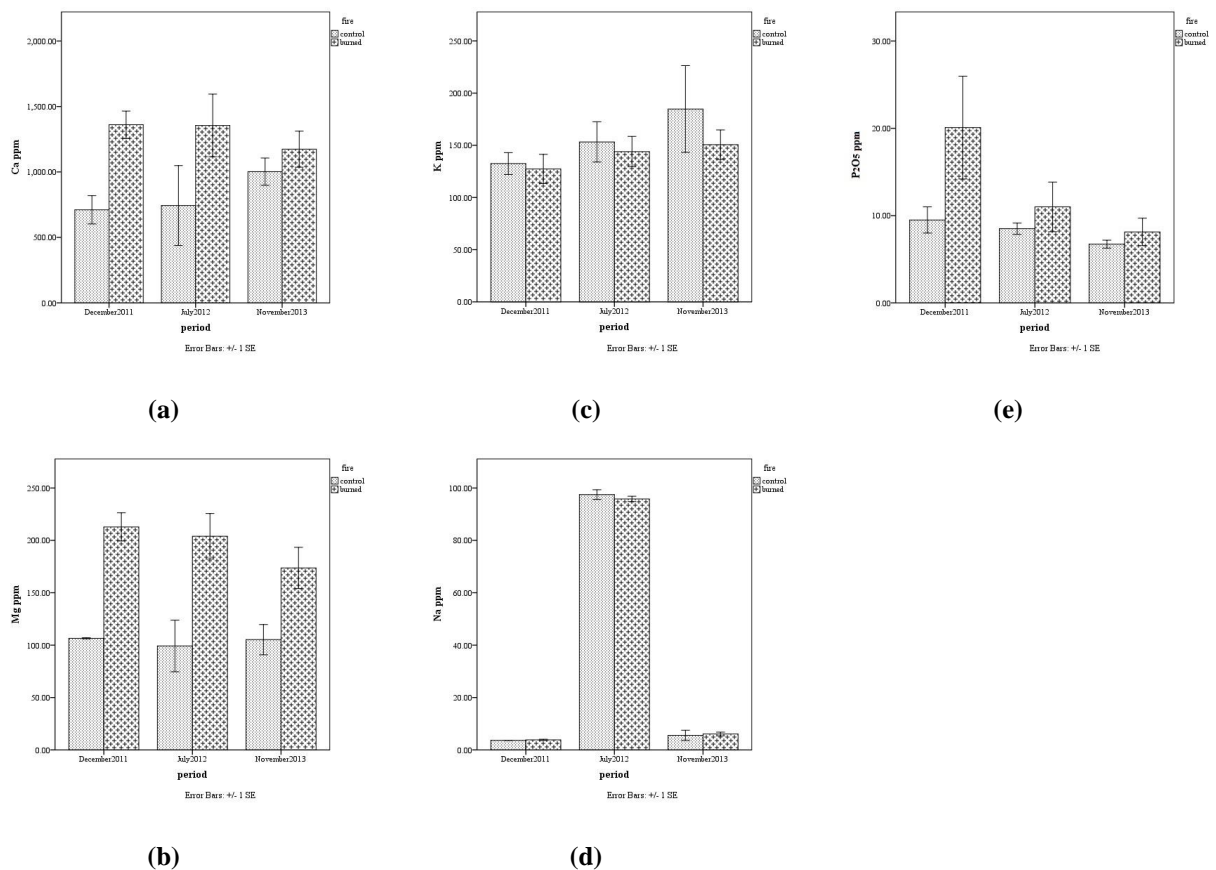 fire
control
burned
2,000.00
1,500.00
1,000.00
500.00
0.00
Ca ppm
December2011 July2012 November2013
period
Error Bars: +/- 1 SE
(a)
fire
control
burned
250.00
200.00
150.00
100.00
50.00
0.00
K ppm
December2011 July2012 November2013
period
Error Bars: +/- 1 SE
(c)
fire
control
burned
30.00
20.00
10.00
0.00
P2O5 ppm
December2011 July2012 November2013
period
Error Bars: +/- 1 SE
(e)
fire
control
burned
250.00
200.00
150.00
100.00
50.00
0.00
Mg ppm
December2011 July2012 November2013
period
Error Bars: +/- 1 SE
(b)
fire
control
burned
100.00
80.00
60.00
40.00
20.00
0.00
Na ppm
December2011 July2012 November2013
period
Error Bars: +/- 1 SE
(d)